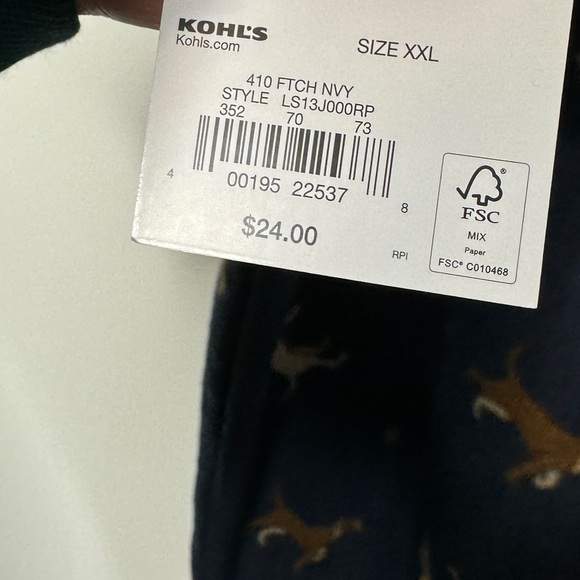 KOHL'S
Kohls.com
SIZE XXL
410 FTCH NVY
STYLE LS13J000RP
352 70 73
4 00195 22537 8
$24.00
RPI
®
FSC
MIX
Paper
FSC® C010468